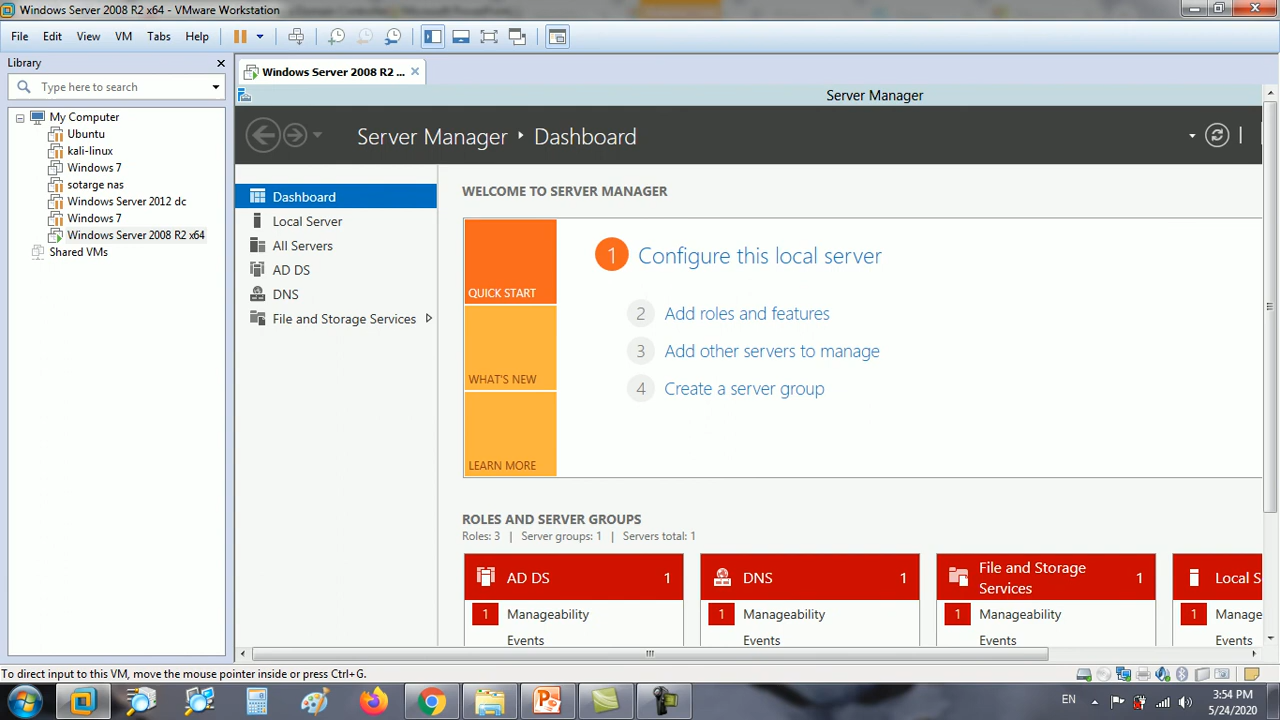 Windows Server 2008 R2 x64 - VMware Workstation
File Edit View VM Tabs Help
Library
Type here to search
My Computer
Ubuntu
kali-linux
Windows 7
sotarge nas
Windows Server 2012 dc
Windows 7
Windows Server 2008 R2 x64
Shared VMs
Windows Server 2008 R2 ...
Server Manager
Server Manager Dashboard
Dashboard
Local Server
All Servers
AD DS
DNS
File and Storage Services
WELCOME TO SERVER MANAGER
QUICK START
WHAT'S NEW
LEARN MORE
1 Configure this local server
2 Add roles and features
3 Add other servers to manage
4 Create a server group
ROLES AND SERVER GROUPS
Roles: 3 | Server groups: 1 | Servers total: 1
AD DS 1
1 Manageability
Events
DNS 1
1 Manageability
Events
File and Storage
Services 1
1 Manageability
Events
Local S
1 Manage
Events
To direct input to this VM, move the mouse pointer inside or press Ctrl+G.
EN
3:54 PM
5/24/2020